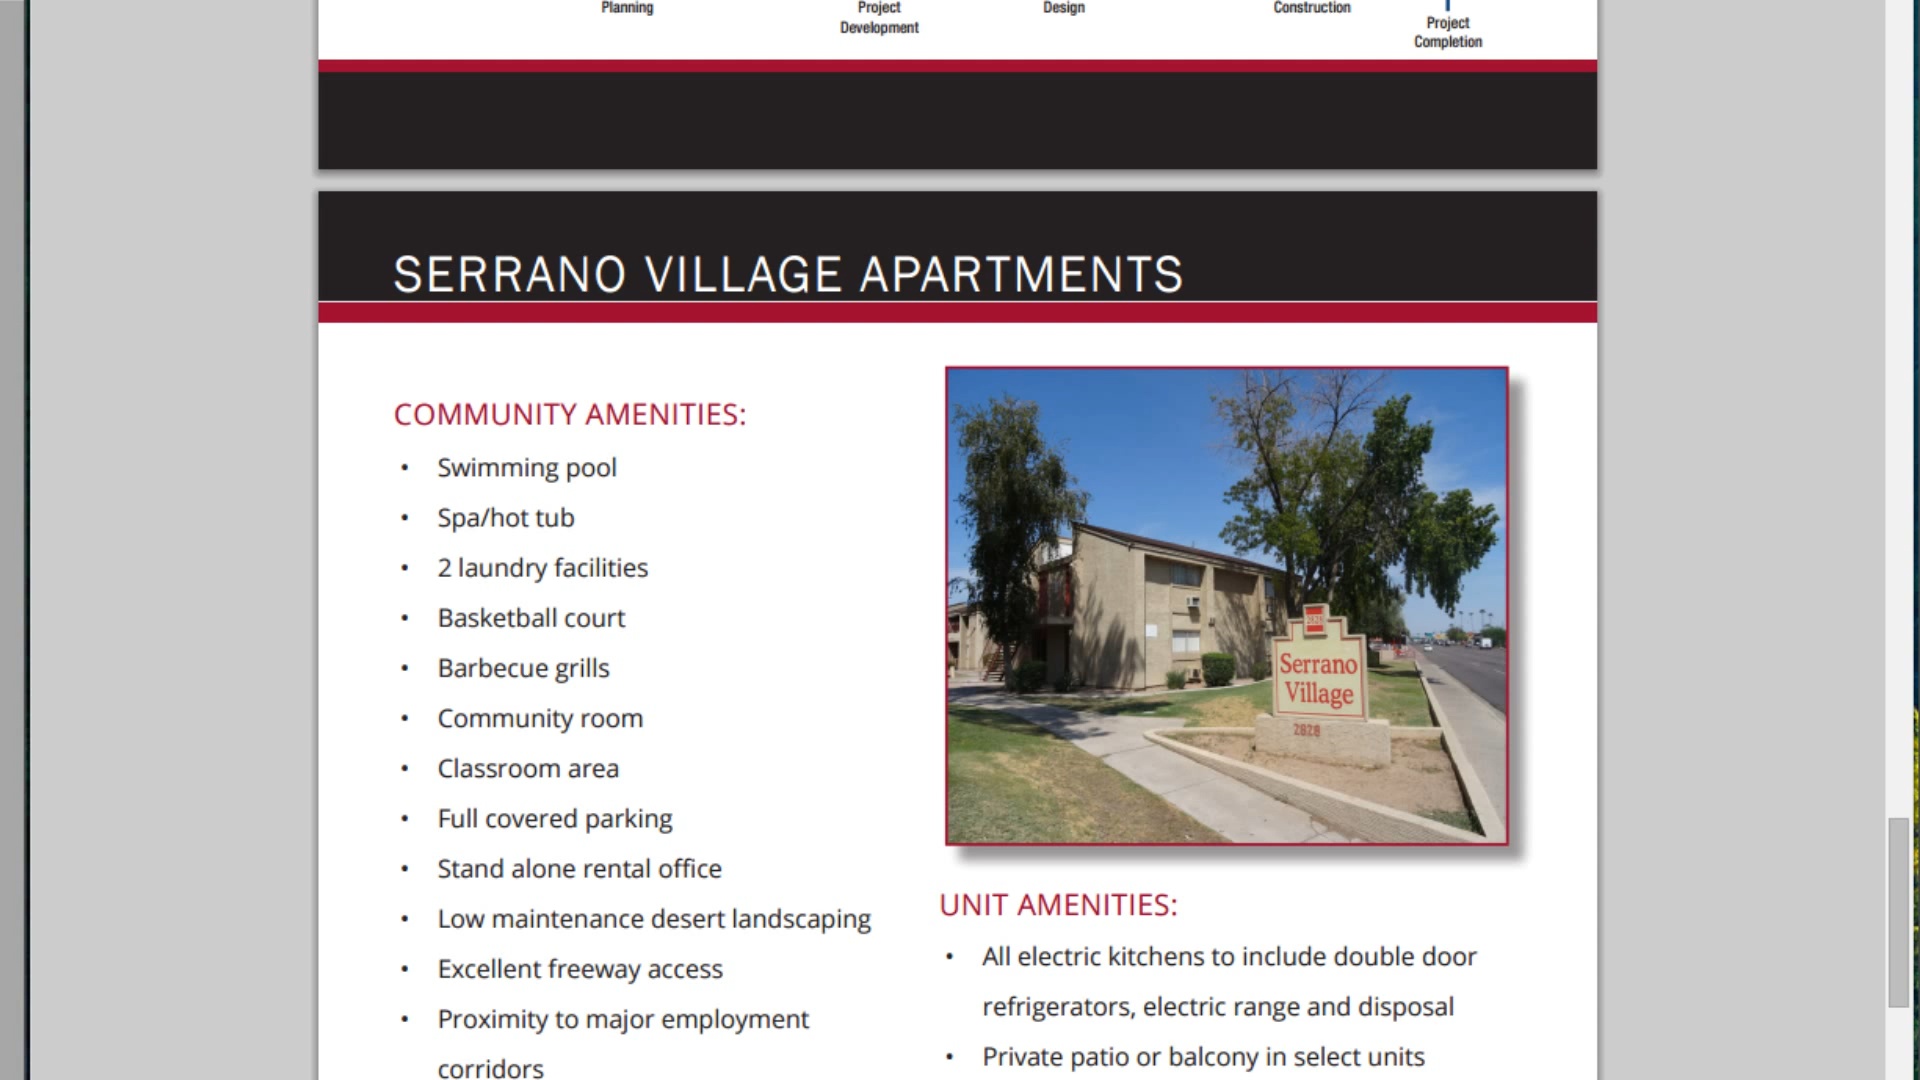 Planning
Project
Development
Design
Construction
Project
Completion
SERRANO VILLAGE APARTMENTS
COMMUNITY AMENITIES:
• Swimming pool
• Spa/hot tub
• 2 laundry facilities
• Basketball court
• Barbecue grills
• Community room
• Classroom area
• Full covered parking
• Stand alone rental office
• Low maintenance desert landscaping
• Excellent freeway access
• Proximity to major employment
corridors
2828
Serrano
Village
2828
UNIT AMENITIES:
• All electric kitchens to include double door
refrigerators, electric range and disposal
• Private patio or balcony in select units